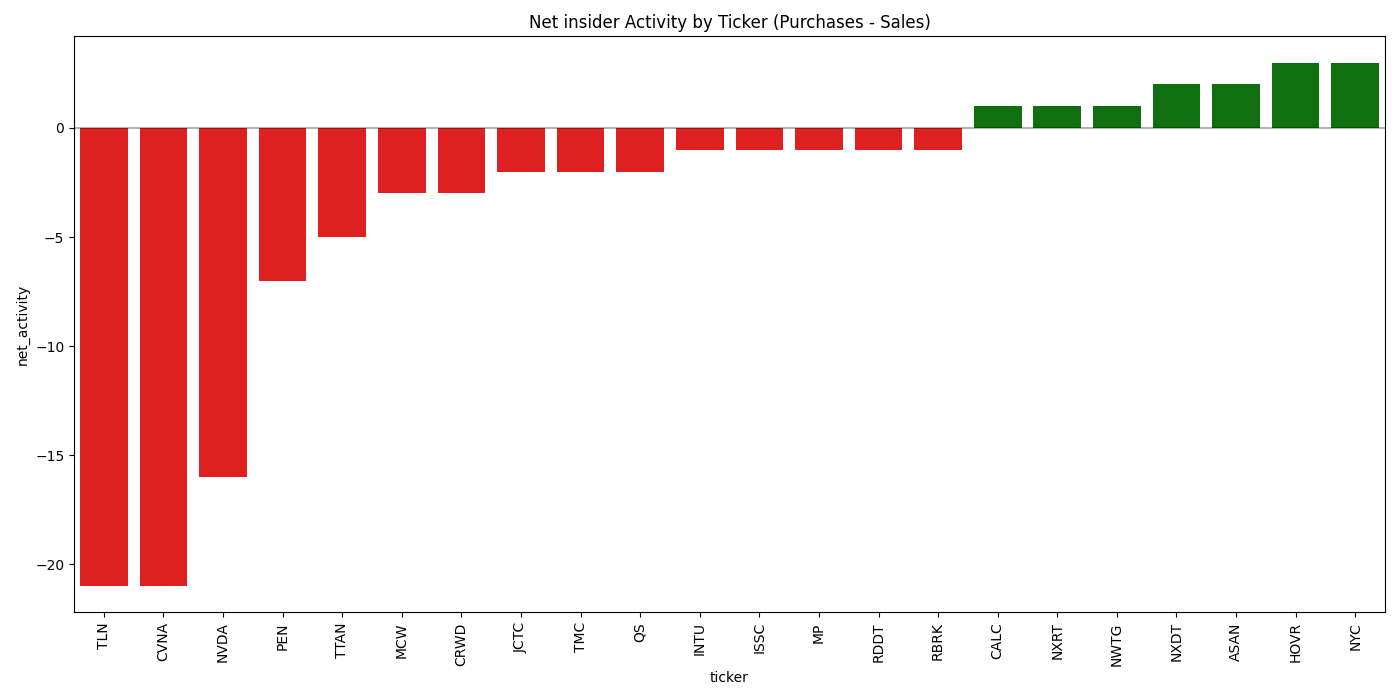 Net insider Activity by Ticker (Purchases - Sales)
net_activity
0
−5
−10
−15
−20
TLN
CVNA
NVDA
PEN
TTAN
MCW
CRWD
JCTC
TMC
QS
INTU
ISSC
MP
RDDT
RBRK
CALC
NXRT
NWTG
NXDT
ASAN
HOVR
NYC
ticker